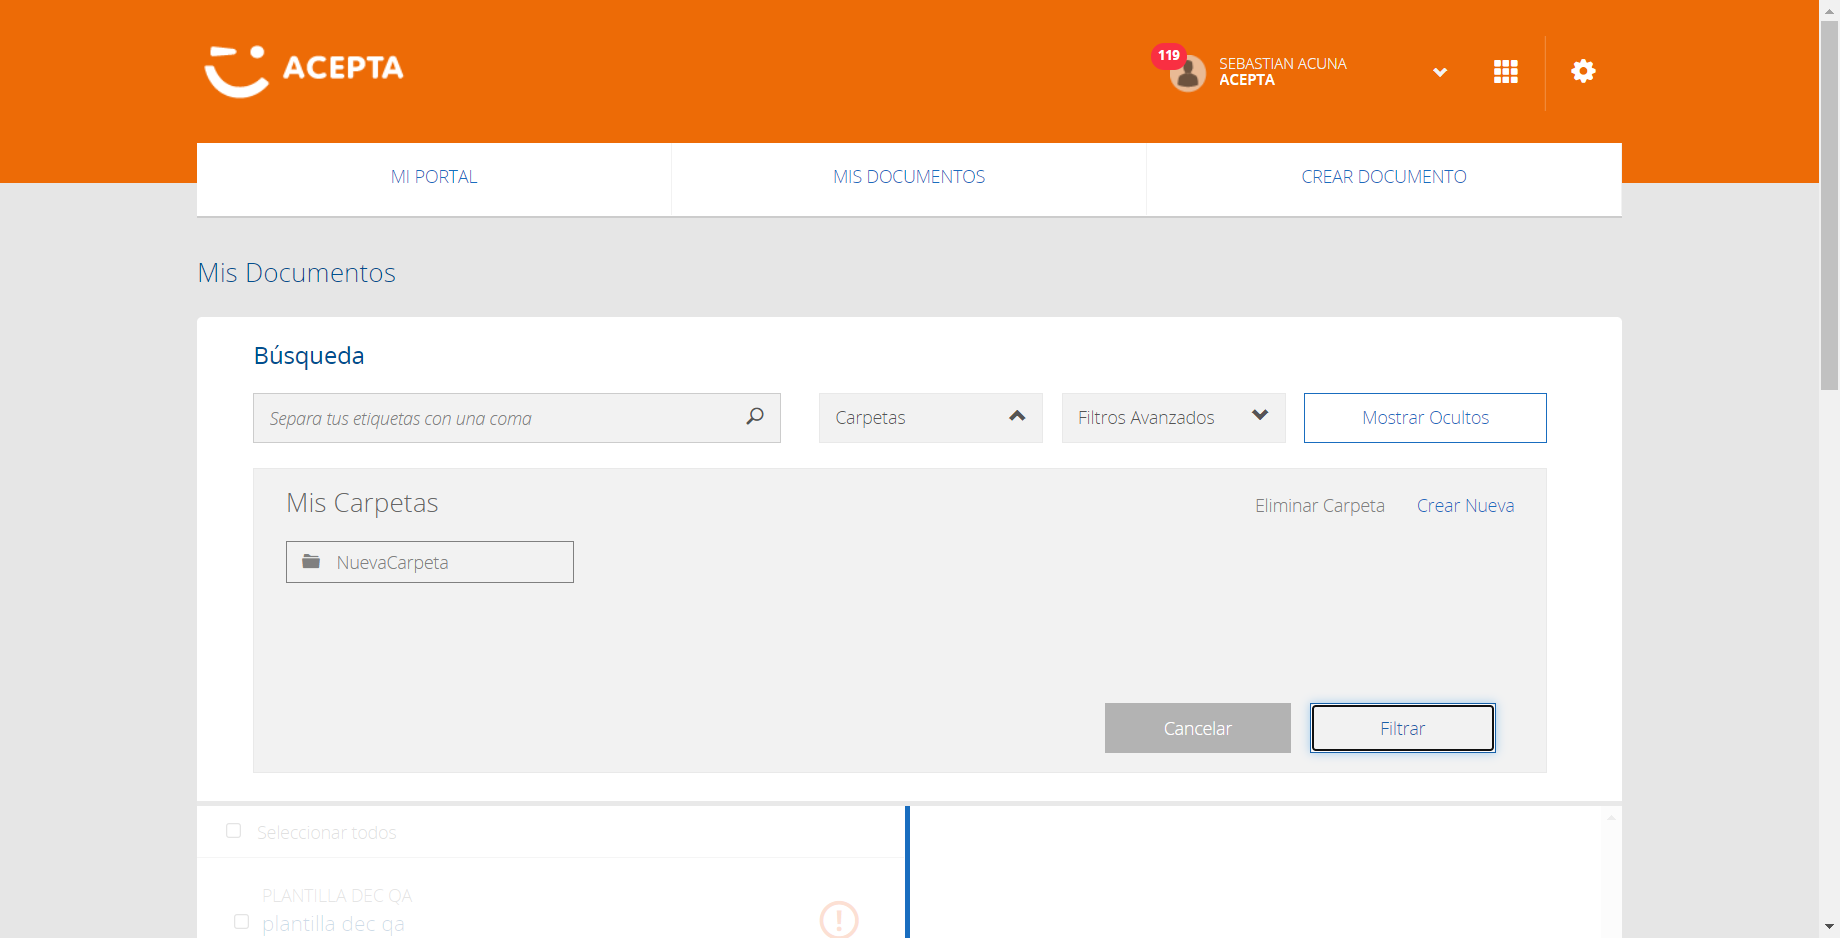 ACEPTA
119
SEBASTIAN ACUNA
ACEPTA
MI PORTAL
MIS DOCUMENTOS
CREAR DOCUMENTO
Mis Documentos
Búsqueda
Separa tus etiquetas con una coma
Carpetas
Filtros Avanzados
Mostrar Ocultos
Mis Carpetas
Eliminar Carpeta
Crear Nueva
NuevaCarpeta
Cancelar
Filtrar
Seleccionar todos
PLANTILLA DEC QA
plantilla dec qa